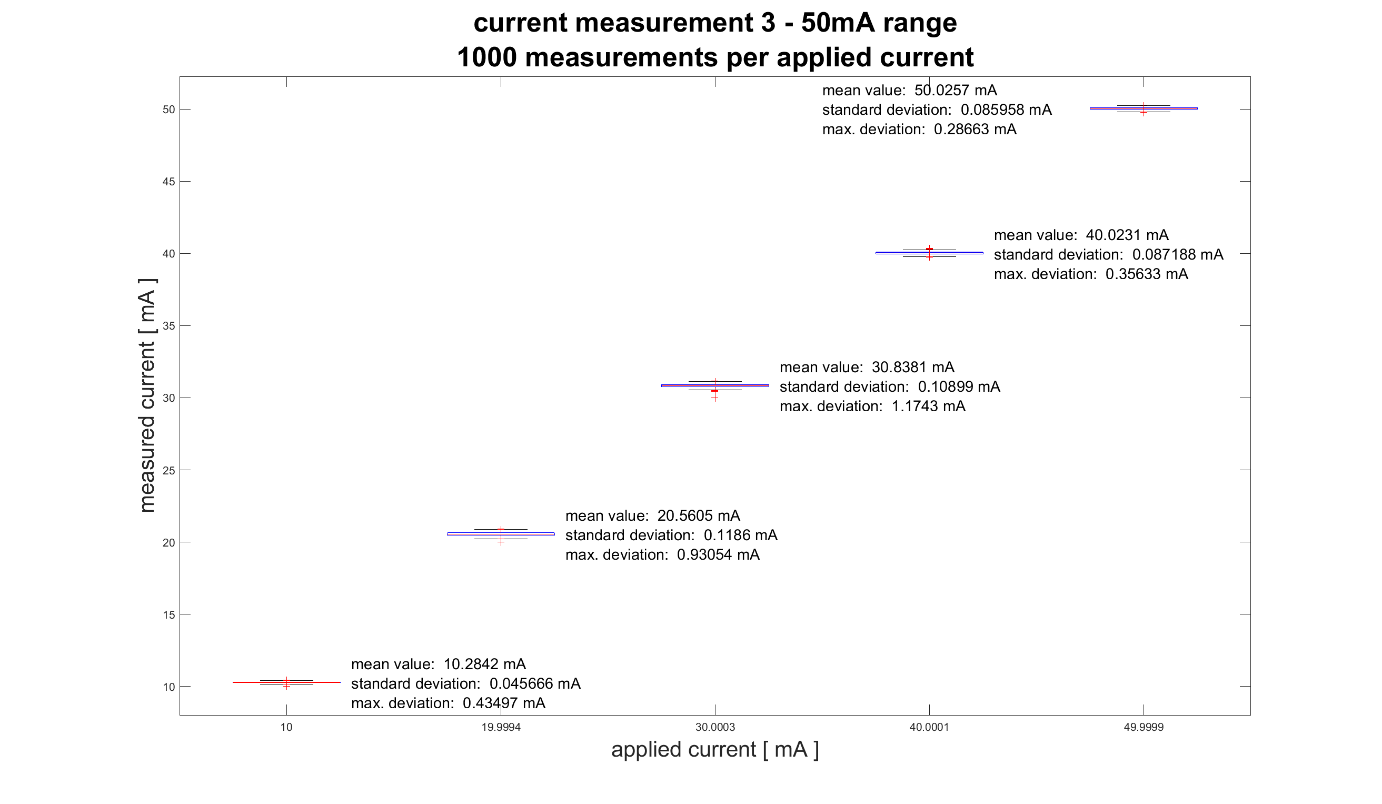 current measurement 3 - 50mA range
1000 measurements per applied current
mean value: 50.0257 mA
standard deviation: 0.085958 mA
max. deviation: 0.28663 mA
mean value: 40.0231 mA
standard deviation: 0.087188 mA
max. deviation: 0.35633 mA
mean value: 30.8381 mA
standard deviation: 0.10899 mA
max. deviation: 1.1743 mA
mean value: 20.5605 mA
standard deviation: 0.1186 mA
max. deviation: 0.93054 mA
mean value: 10.2842 mA
standard deviation: 0.045666 mA
max. deviation: 0.43497 mA
measured current [ mA ]
50
45
40
35
30
25
20
15
10
10 19.9994 30.0003 40.0001 49.9999
applied current [ mA ]